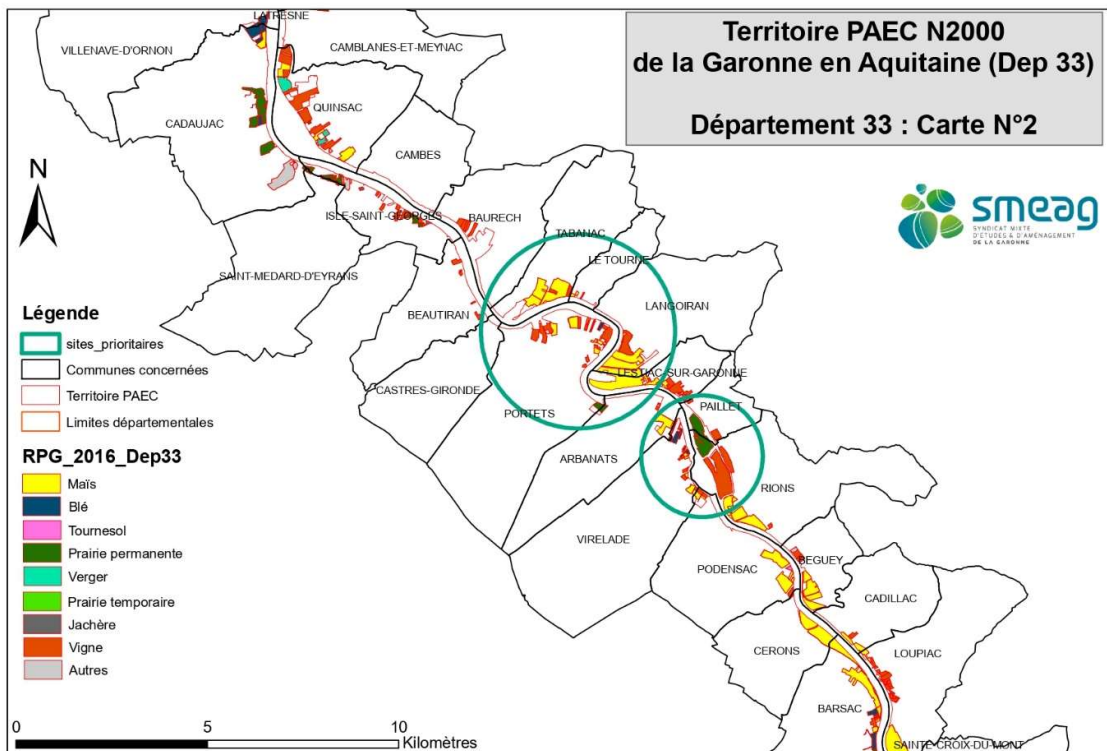 Territoire PAEC N2000
de la Garonne en Aquitaine (Dep 33)
Département 33 : Carte N°2
smeag
SYNDICAT MIXTE
D'ÉTUDES & D'AMÉNAGEMENT
DE LA GARONNE
N
LATRESNE
VILLENAVE-D'ORNON
CAMBLANES-ET-MEYNAC
QUINSAC
CADAUJAC
CAMBES
ISLE-SAINT-GEORGES
BAURECH
TABANAC
LE TOURNE
SAINT-MEDARD-D'EYRANS
LANGOIRAN
BEAUTIRAN
LESTIAC-SUR-GARONNE
CASTRES-GIRONDE
PORTETS
PAILLET
ARBANATS
RIONS
VIRELADE
PODENSAC
BEGUEY
CADILLAC
CERONS
LOUPIAC
BARSAC
SAINTE-CROIX-DU-MONT
Légende
sites_prioritaires
Communes concernées
Territoire PAEC
Limites départementales
RPG_2016_Dep33
Maïs
Blé
Tournesol
Prairie permanente
Verger
Prairie temporaire
Jachère
Vigne
Autres
0 5 10
Kilomètres